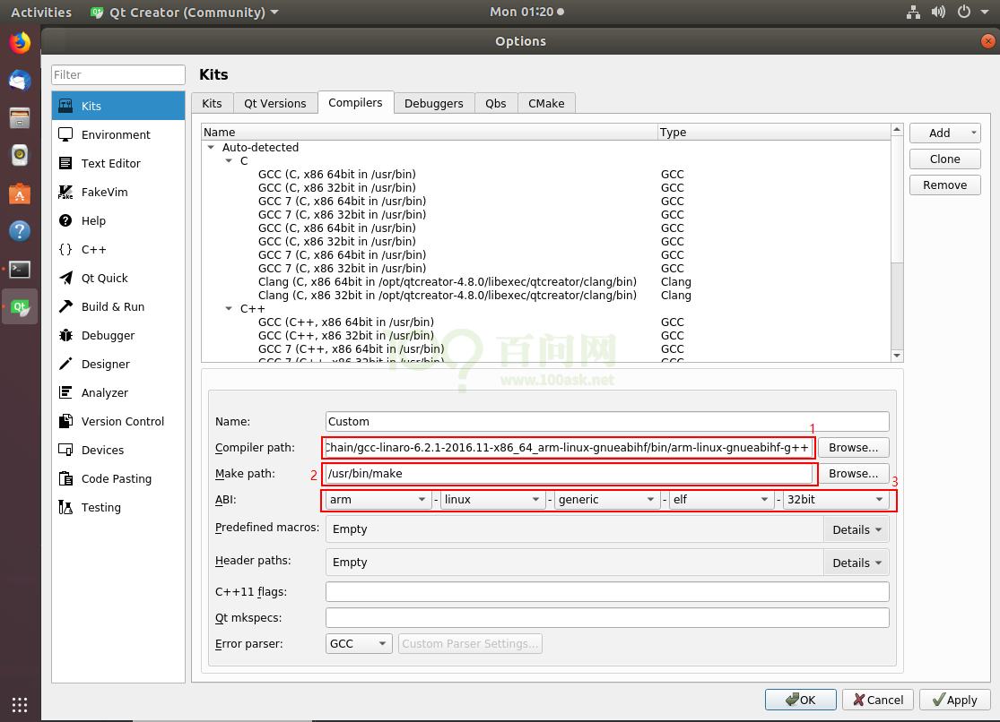 Activities Qt Creator (Community) Mon 01:20
Options
Filter
Kits
Environment
Text Editor
FakeVim
Help
C++
Qt Quick
Build & Run
Debugger
Designer
Analyzer
Version Control
Devices
Code Pasting
Testing
Kits
Kits Qt Versions Compilers Debuggers Qbs CMake
Name Type
Auto-detected
C
GCC (C, x86 64bit in /usr/bin) GCC
GCC (C, x86 32bit in /usr/bin) GCC
GCC 7 (C, x86 64bit in /usr/bin) GCC
GCC 7 (C, x86 32bit in /usr/bin) GCC
GCC (C, x86 64bit in /usr/bin) GCC
GCC (C, x86 32bit in /usr/bin) GCC
GCC 7 (C, x86 64bit in /usr/bin) GCC
GCC 7 (C, x86 32bit in /usr/bin) GCC
Clang (C, x86 64bit in /opt/qtcreator-4.8.0/libexec/qtcreator/clang/bin) Clang
Clang (C, x86 32bit in /opt/qtcreator-4.8.0/libexec/qtcreator/clang/bin) Clang
C++
GCC (C++, x86 64bit in /usr/bin) GCC
GCC (C++, x86 32bit in /usr/bin) GCC
GCC 7 (C++, x86 64bit in /usr/bin) GCC
GCC 7 (C++, x86 32bit in /usr/bin) GCC
Add
Clone
Remove
100? 百问网
www.100ask.net
Name: Custom
1
Compiler path: Chain/gcc-linaro-6.2.1-2016.11-x86_64_arm-linux-gnueabihf/bin/arm-linux-gnueabihf-g++ Browse...
Make path: 2 /usr/bin/make Browse...
3
ABI: arm - linux - generic - elf - 32bit
Predefined macros: Empty Details
Header paths: Empty Details
C++11 flags:
Qt mkspecs:
Error parser: GCC Custom Parser Settings...
OK Cancel Apply